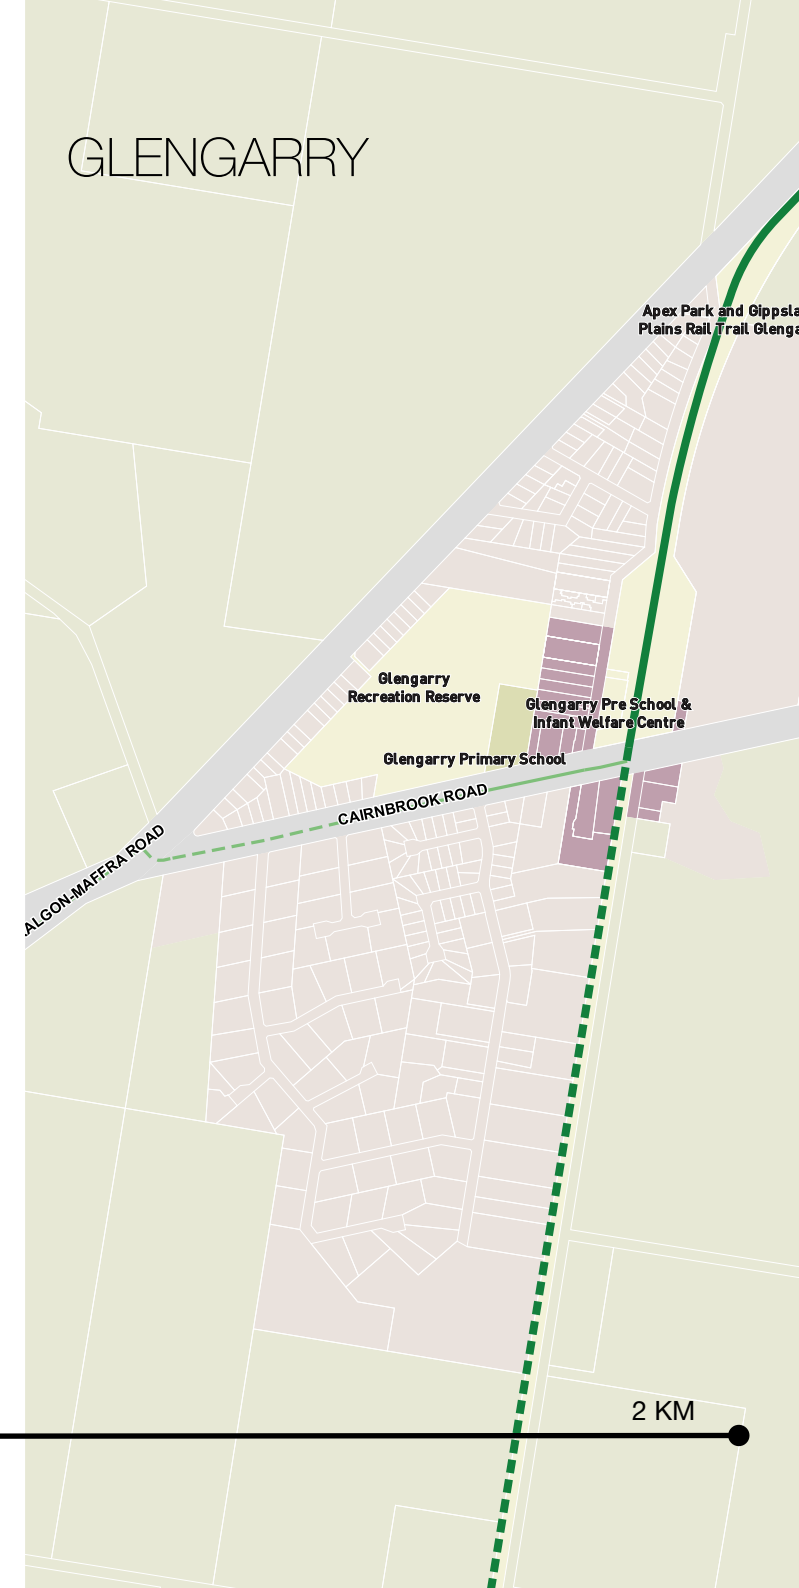 GLENGARRY
Apex Park and Gippsla
Plains Rail Trail Glenga
Glengarry
Recreation Reserve
Glengarry Pre School &
Infant Welfare Centre
Glengarry Primary School
CAIRNBROOK ROAD
ALGON-MAFFRA ROAD
2 KM